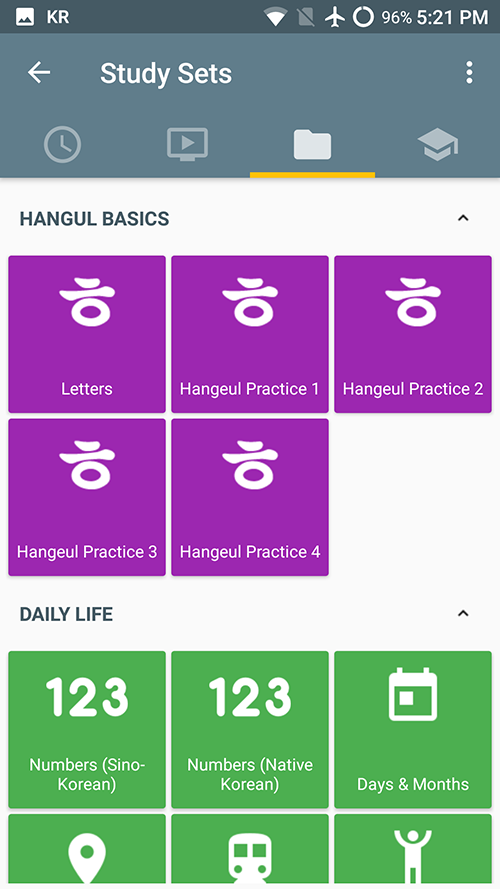 KR 96% 5:21 PM
Study Sets
HANGUL BASICS
ㅎ ㅎ ㅎ
Letters Hangeul Practice 1 Hangeul Practice 2
ㅎ ㅎ
Hangeul Practice 3 Hangeul Practice 4
DAILY LIFE
123 123
Numbers (Sino-
Korean)
Numbers (Native
Korean)
Days & Months